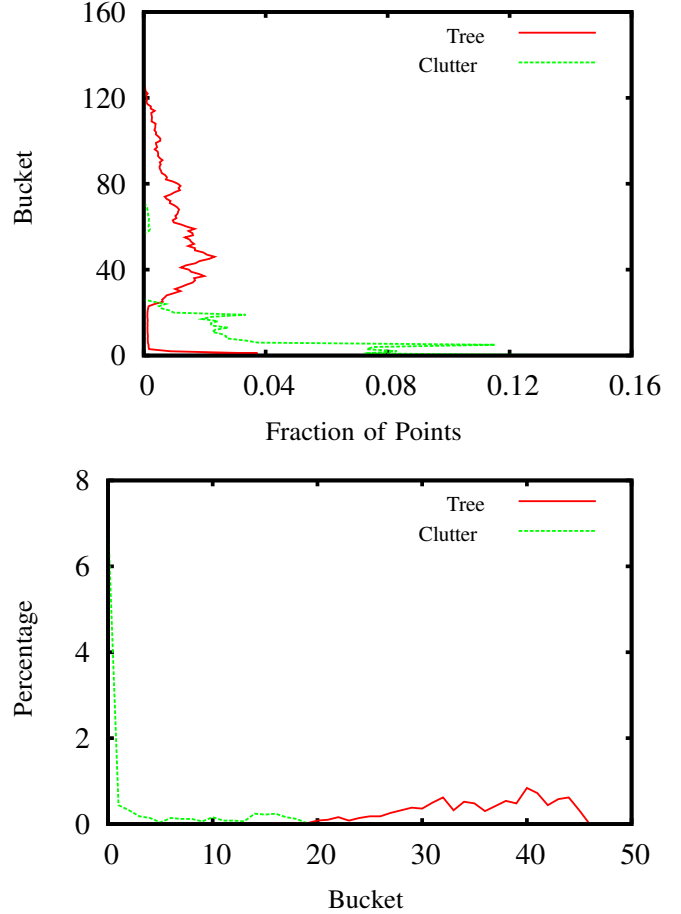 160
120
80
40
0
Bucket
Tree
Clutter
0 0.04 0.08 0.12 0.16
Fraction of Points
8
6
4
2
0
Percentage
Tree
Clutter
0 10 20 30 40 50
Bucket